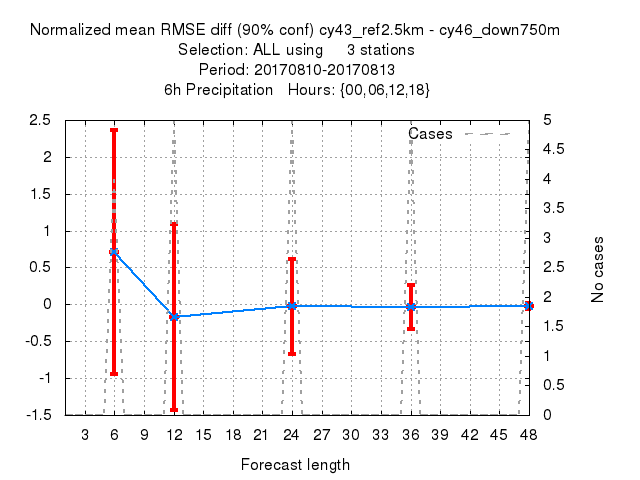 Normalized mean RMSE diff (90% conf) cy43_ref2.5km - cy46_down750m
Selection: ALL using 3 stations
Period: 20170810-20170813
6h Precipitation Hours: {00,06,12,18}
Cases
2.5
2
1.5
1
0.5
0
-0.5
-1
-1.5
5
4.5
4
3.5
3
2.5
2
1.5
1
0.5
0
No cases
3 6 9 12 15 18 21 24 27 30 33 36 39 42 45 48
Forecast length